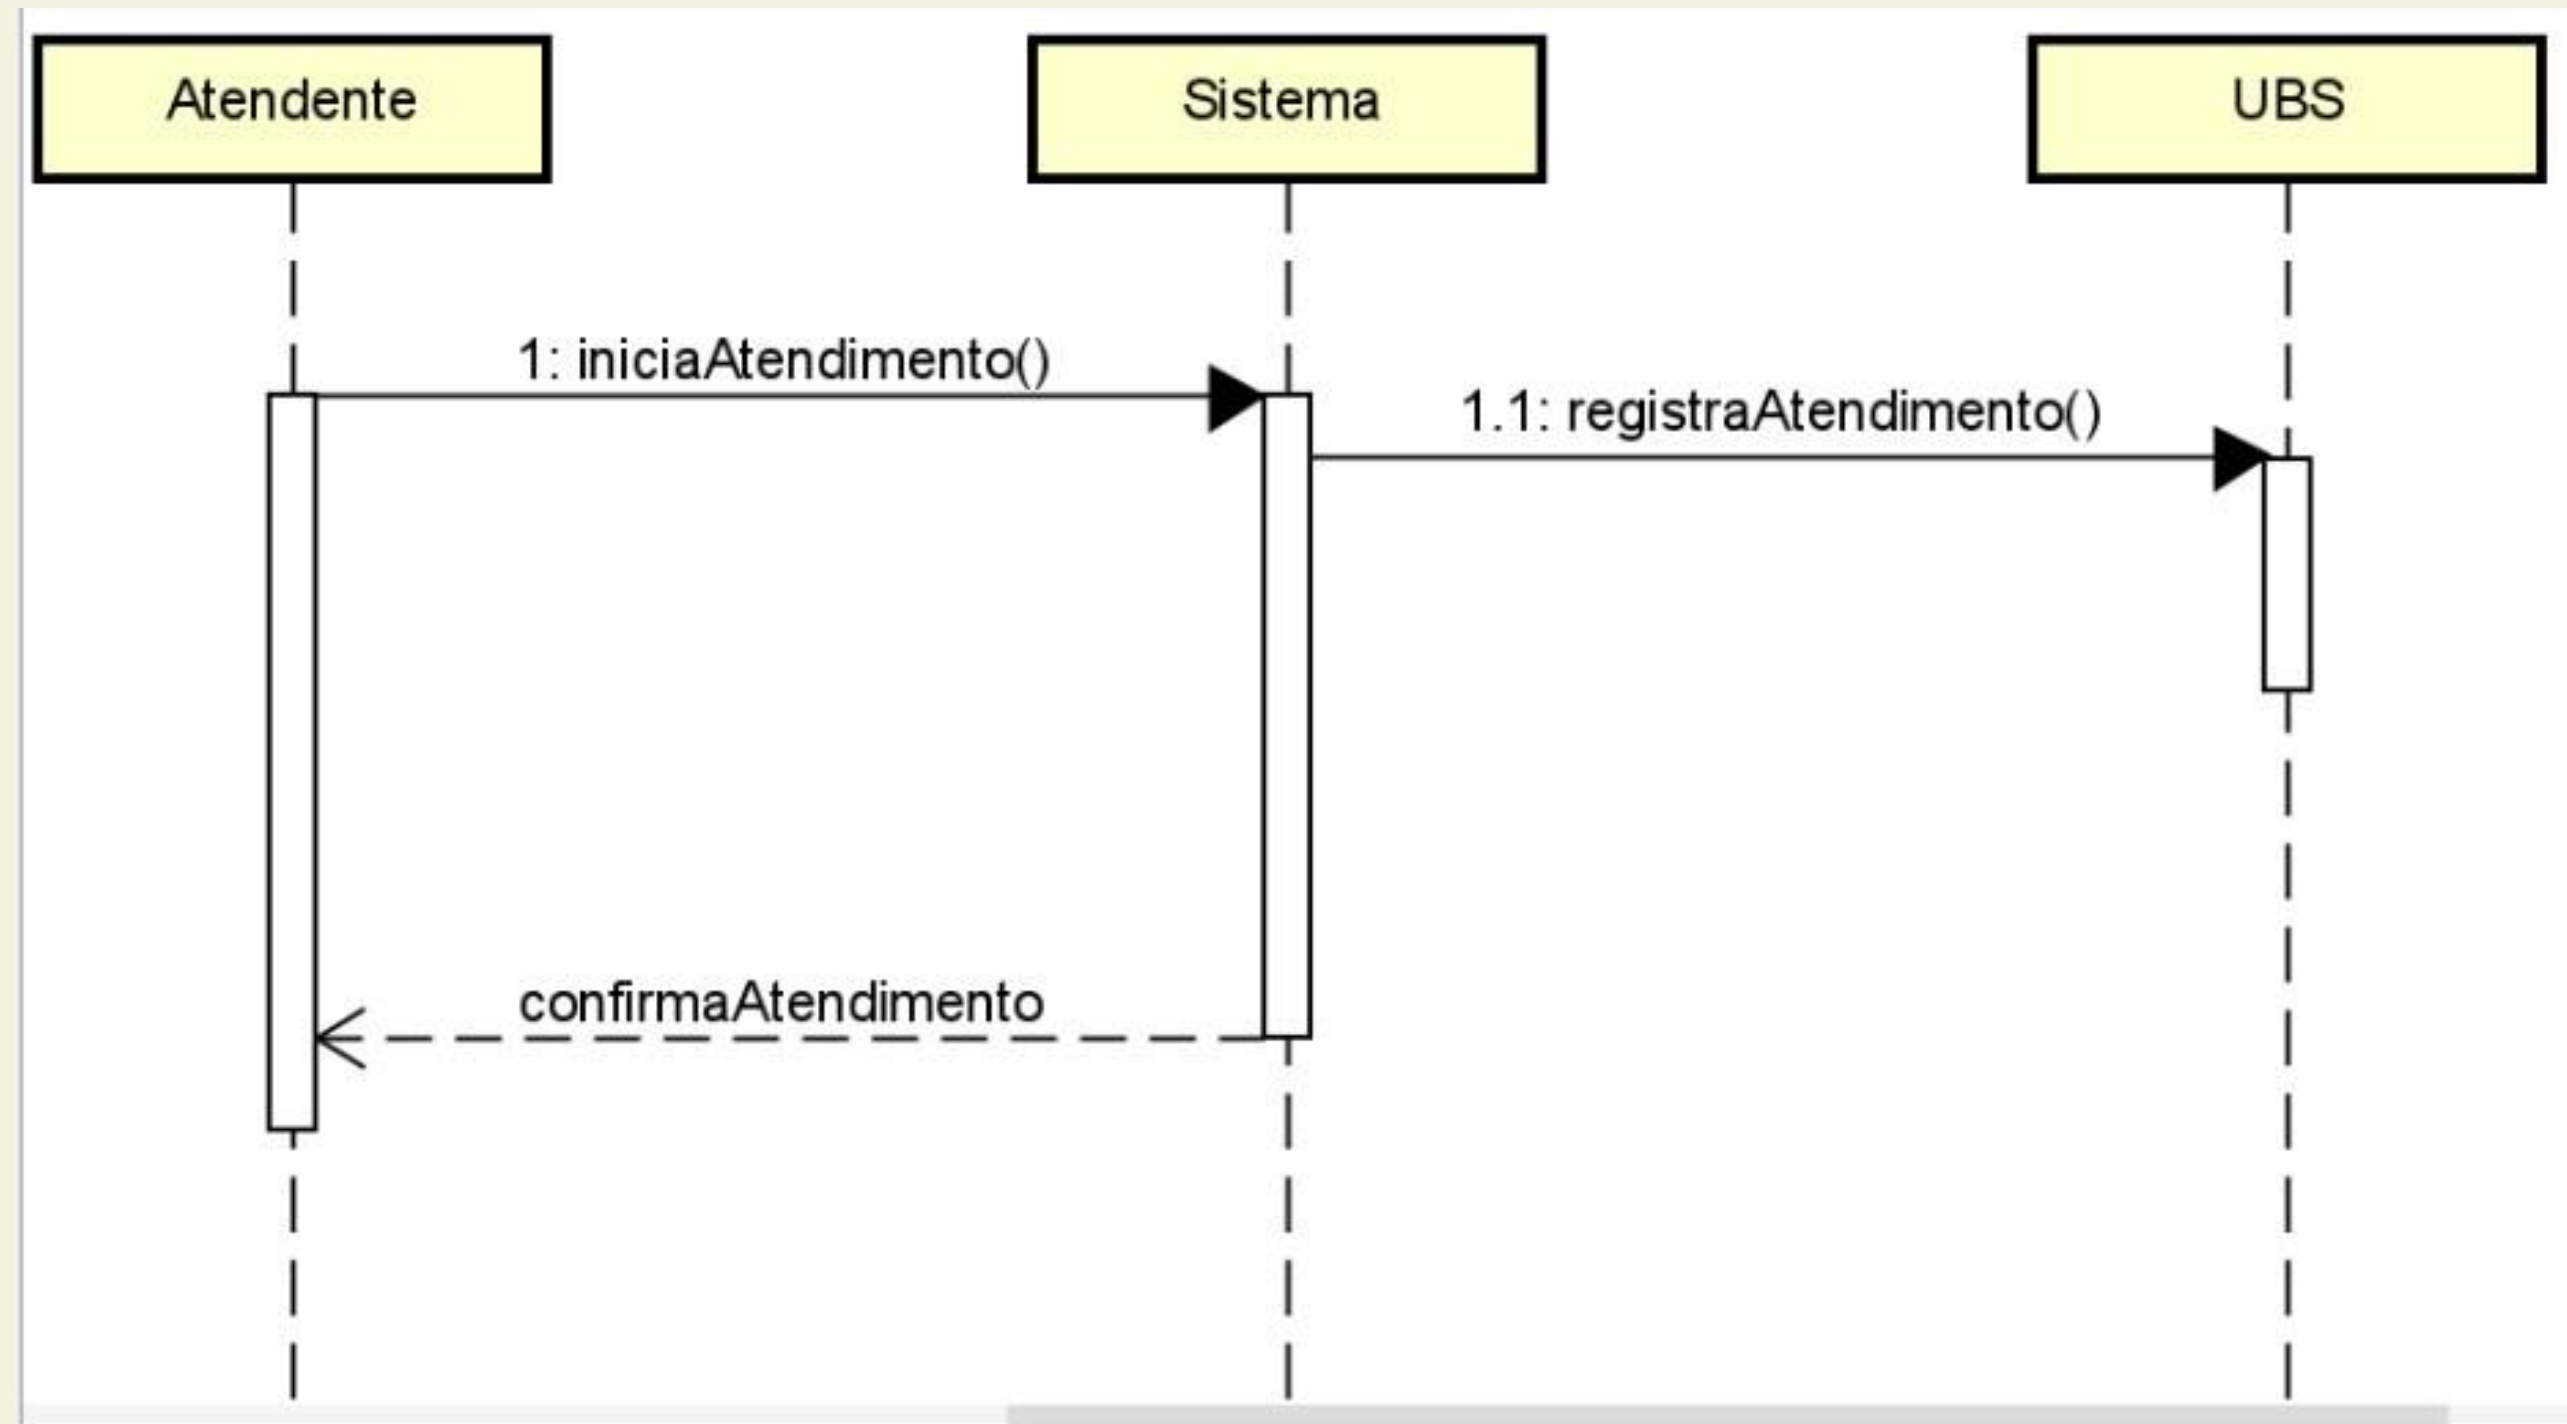 Atendente
Sistema
UBS
1: iniciaAtendimento()
1.1: registraAtendimento()
confirmaAtendimento